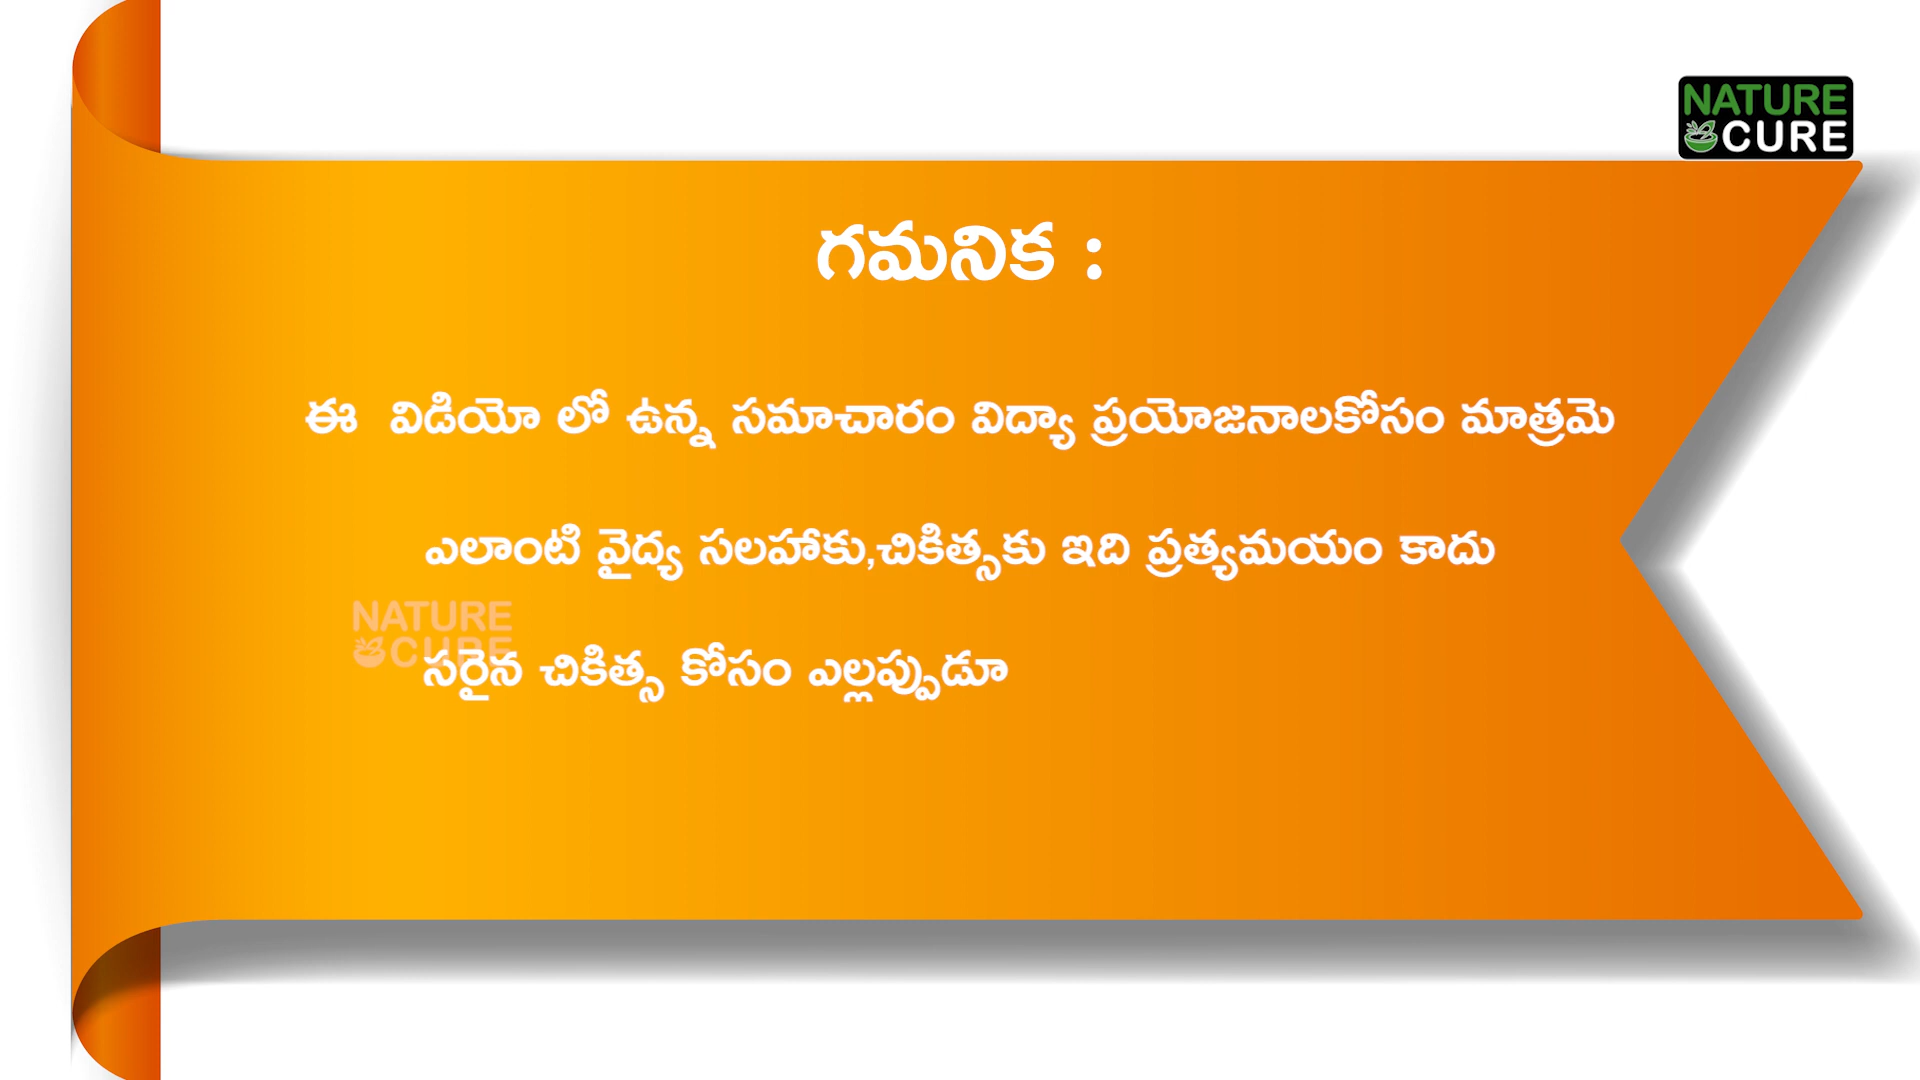 NATURE
CURE
గమనిక :
ఈ విడియో లో ఉన్న సమాచారం విద్యా ప్రయోజనాలకోసం మాత్రమె
ఎలాంటి వైద్య సలహాకు,చికిత్సకు ఇది ప్రత్యమయం కాదు
NATURE
CURE
సరైన చికిత్స కోసం ఎల్లప్పుడూ